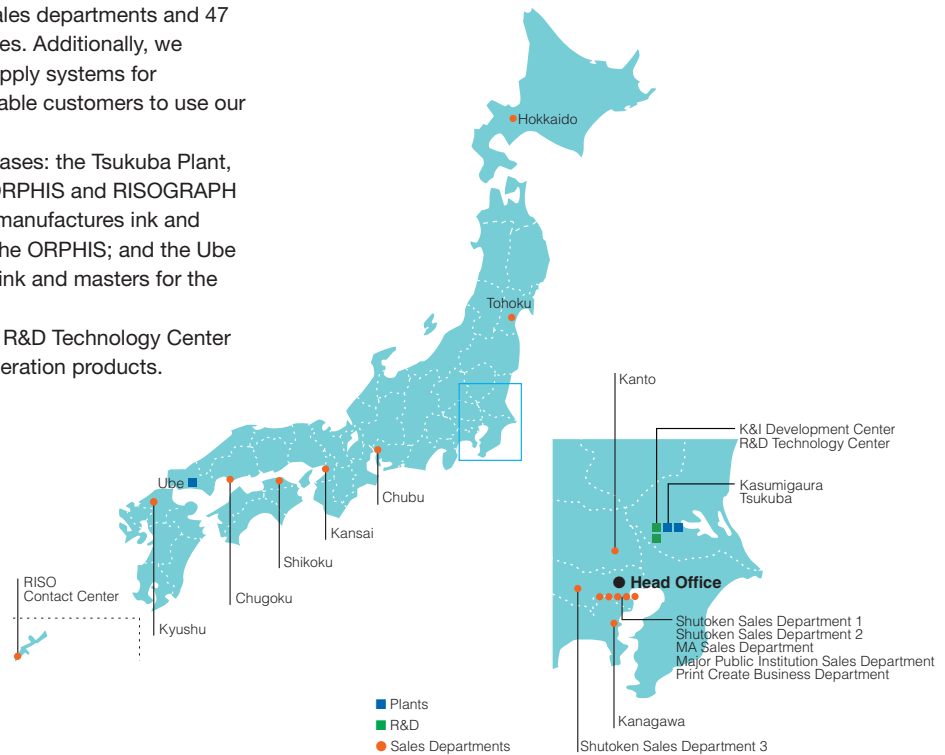 ales departments and 47
es. Additionally, we
pply systems for
able customers to use our
ases: the Tsukuba Plant,
ORPHIS and RISOGRAPH
manufactures ink and
he ORPHIS; and the Ube
ink and masters for the
R&D Technology Center
eration products.
Hokkaido
Tohoku
Kanto
K&I Development Center
R&D Technology Center
Kasumigaura
Tsukuba
Ube
Chubu
Kansai
Shikoku
Chugoku
Kyushu
RISO
Contact Center
Head Office
Shutoken Sales Department 1
Shutoken Sales Department 2
MA Sales Department
Major Public Institution Sales Department
Print Create Business Department
Kanagawa
Shutoken Sales Department 3
Plants
R&D
Sales Departments